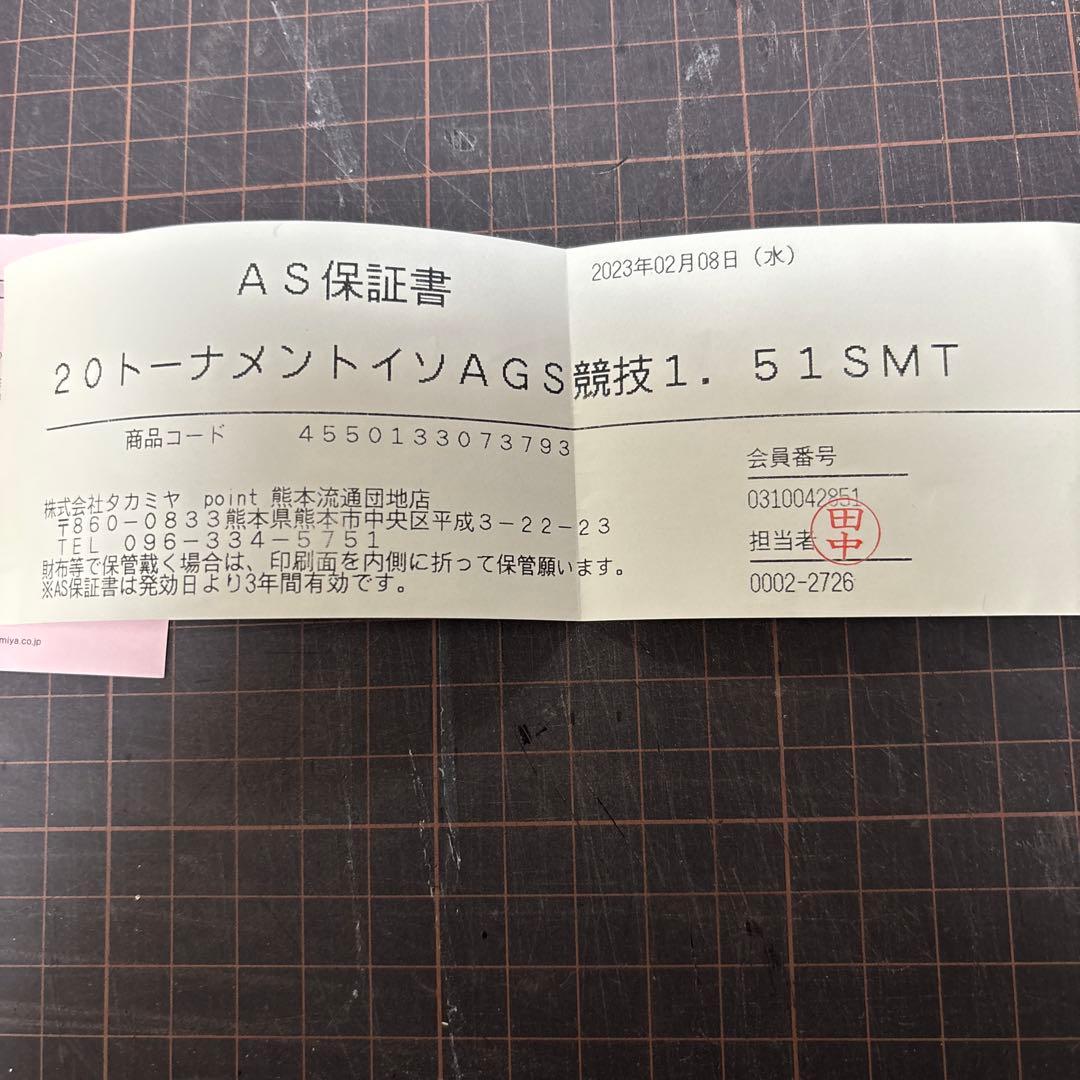 AS保証書
2023年02月08日（水）
20トーナメントイソAGS競技1．51SMT
商品コード 4550133073793
会員番号
0310042851
株式会社タカミヤ point 熊本流通団地店
〒860-0833熊本県熊本市中央区平成3-22-23
TEL 096-334-5751
担当者
田中
財布等で保管戴く場合は、印刷面を内側に折って保管願います。
※AS保証書は発効日より3年間有効です。
0002-2726
miya.co.jp